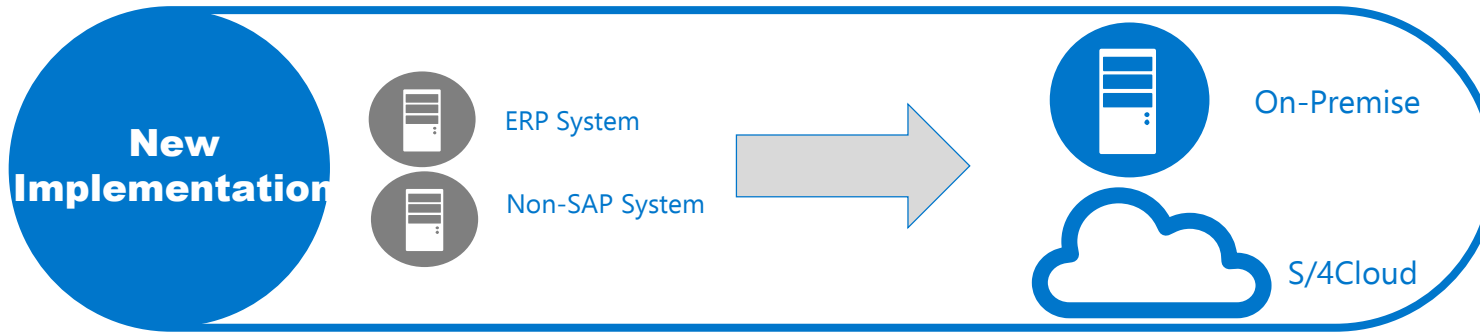 New
Implementation
ERP System
Non-SAP System
On-Premise
S/4Cloud